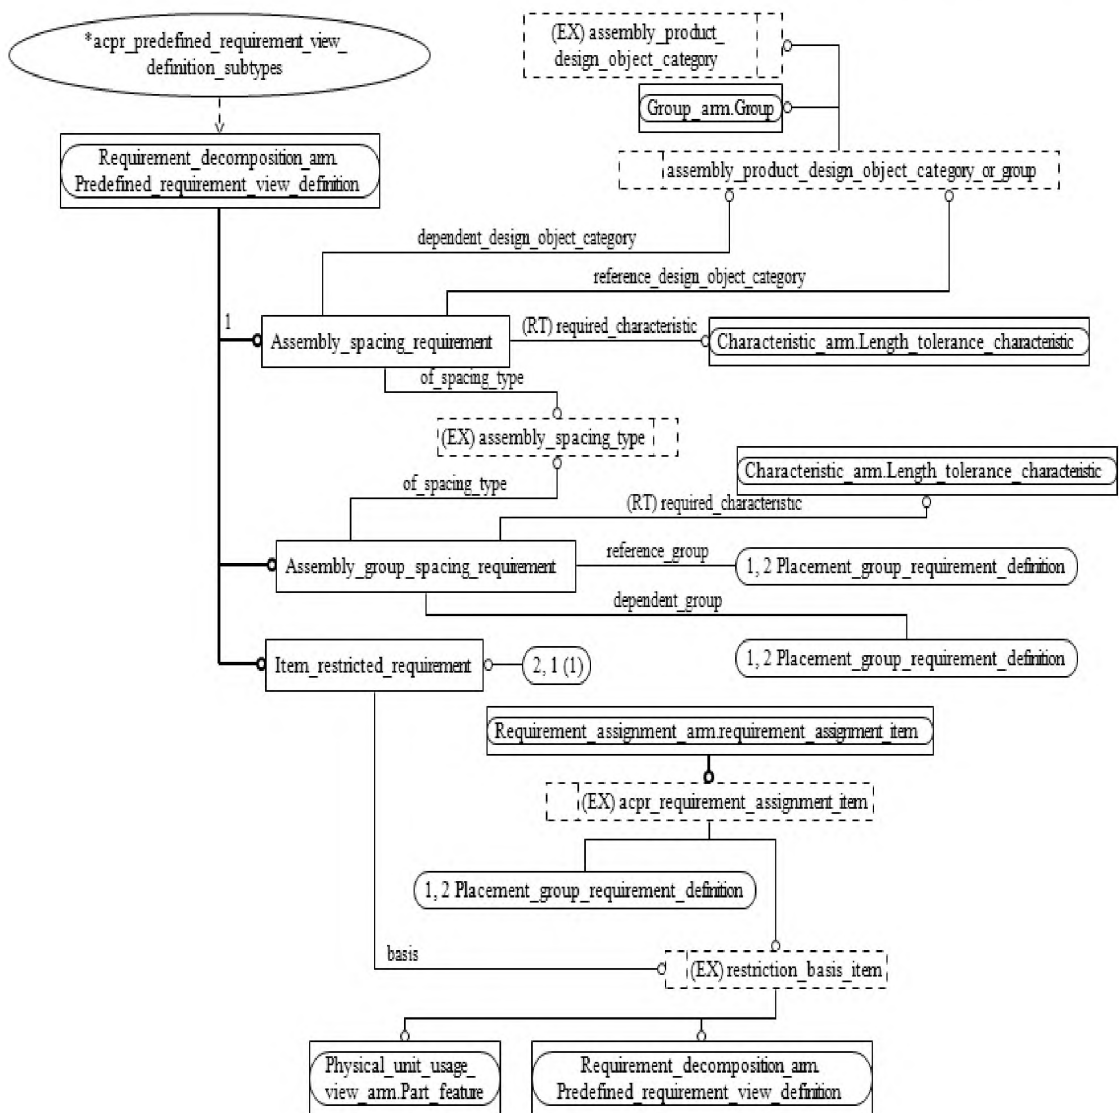 *acpr_predefined_requirement_view_
definition_subtypes
(EX) assembly_product_
design_object_category
Group_arm.Group
Requirement_decomposition_arm.
Predefined_requirement_view_definition
assembly_product_design_object_category_or_group
dependent_design_object_category
reference_design_object_category
1
Assembly_spacing_requirement
(RT) required_characteristic
Characteristic_arm.Length_tolerance_characteristic
of_spacing_type
(EX) assembly_spacing_type
Characteristic_arm.Length_tolerance_characteristic
of_spacing_type
(RT) required_characteristic
Assembly_group_spacing_requirement
reference_group
1, 2 Placement_group_requirement_definition
dependent_group
Item_restricted_requirement
2, 1 (1)
1, 2 Placement_group_requirement_definition
Requirement_assignment_arm.requirement_assignment_item
(EX) acpr_requirement_assignment_item
1, 2 Placement_group_requirement_definition
basis
(EX) restriction_basis_item
Physical_unit_usage_
view_arm.Part_feature
Requirement_decomposition_arm.
Predefined_requirement_view_definition